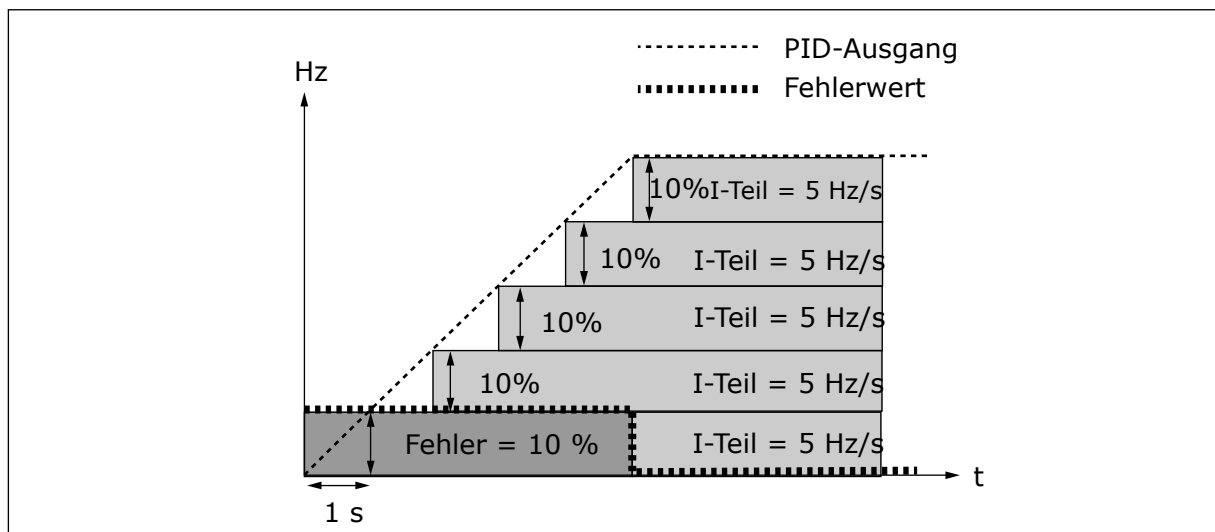 PID-Ausgang
Hz
Fehlerwert
10% I-Teil = 5 Hz/s
10% I-Teil = 5 Hz/s
10% I-Teil = 5 Hz/s
10% I-Teil = 5 Hz/s
Fehler = 10 % I-Teil = 5 Hz/s
t
1 s